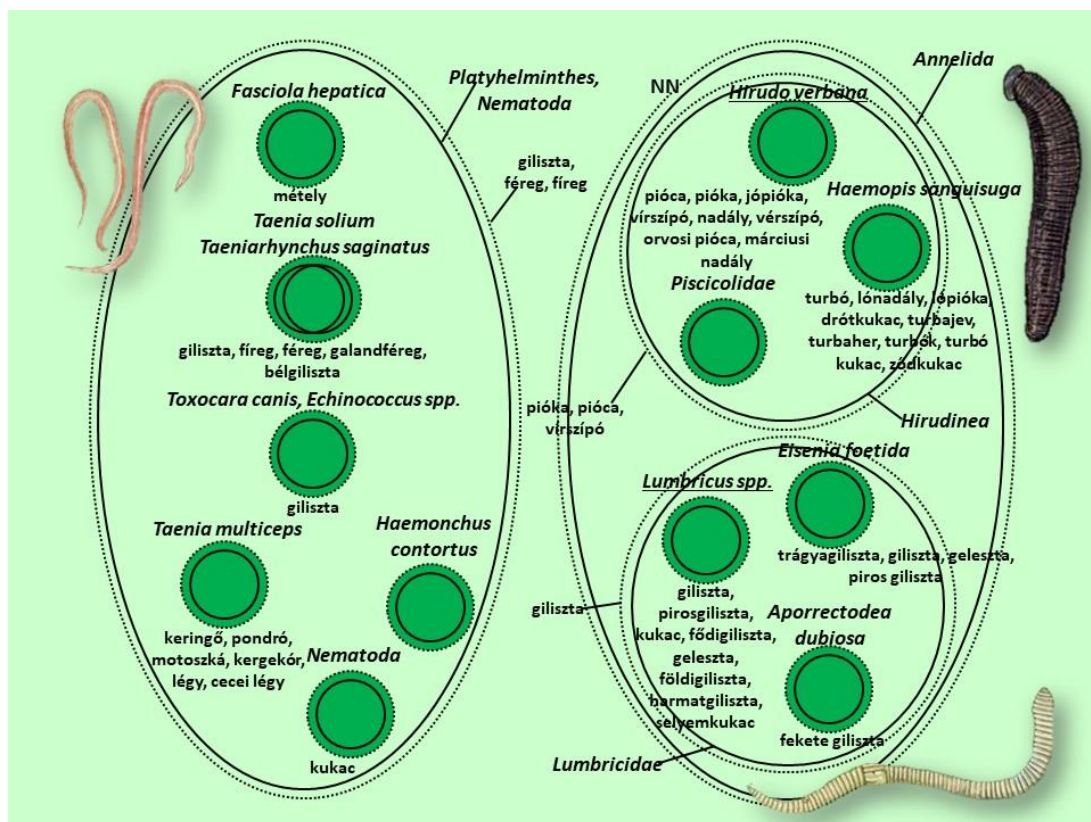 Fasciola hepatica
métely
Taenia solium
Taeniarhynchus saginatus
giliszta, fíreg, féreg, galandféreg,
bélgiliszta
Toxocara canis, Echinococcus spp.
giliszta
Taenia multiceps
keringő, pondró,
motoszká, kergekór,
légy, cecei légy
Haemonchus
contortus
Nematoda
kukac
Platyhelminthes,
Nematoda
giliszta,
féreg, fíreg
Annelida
NN
Hirudo verbana
pióca, pióka, jópióka,
vírszípó, nadály, vérszípó,
orvosi pióca, márciusi
nadály
Haemopis sanguisuga
turbó, lónadály, lópióka,
drótkukac, turbajev,
turbaher, turbók, turbó
kukac, ződkukac
Piscicolidae
pióka, pióca,
vírszípó
Hirudinea
Eisenia foetida
trágyagiliszta, giliszta, geleszta,
piros giliszta
Lumbricus spp.
giliszta,
pirosgiliszta,
kukac, fődigiliszta,
geleszta,
földigiliszta,
harmatgiliszta,
selyemkukac
giliszta
Aporrectodea
dubiosa
fekete giliszta
Lumbricidae